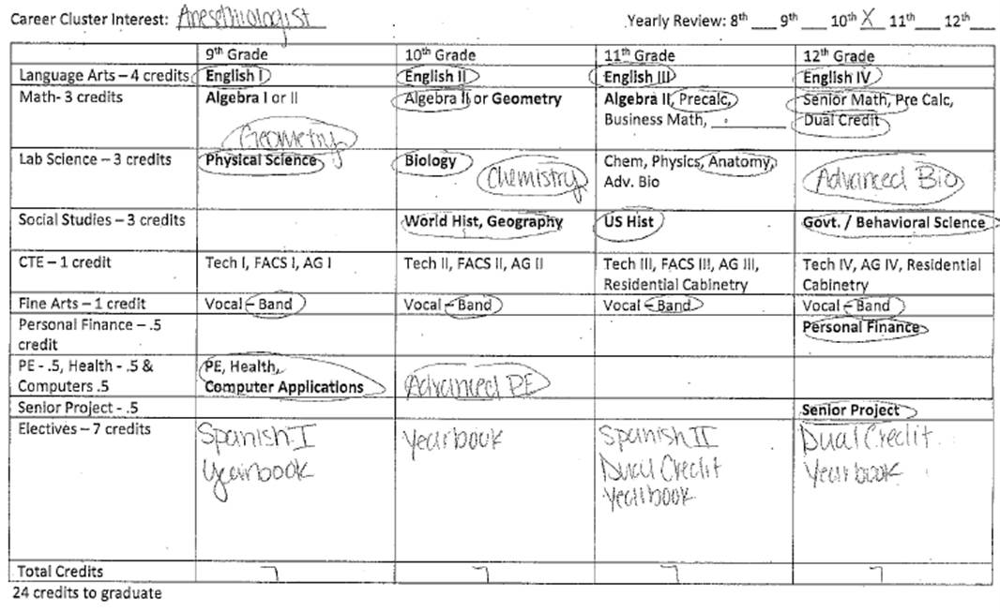 Career Cluster Interest: Anesthiologist Yearly Review: 8th ___ 9th ___ 10th X 11th ___ 12th ___
9th Grade 10th Grade 11th Grade 12th Grade
Language Arts – 4 credits English I English II English III English IV
Math- 3 credits Algebra I or II Algebra II or Geometry Algebra II, Precalc, Senior Math, Pre Calc,
Business Math, . ________ Dual Credit
Geometry
Lab Science – 3 credits Physical Science Biology Chem, Physics, Anatomy,
Chemistry Adv. Bio Advanced Bio
Social Studies – 3 credits World Hist, Geography US Hist Govt. / Behavioral Science
CTE – 1 credit Tech I, FACS I, AG I Tech II, FACS II, AG II Tech III, FACS III, AG III, Tech IV, AG IV, Residential
Residential Cabinetry Cabinetry
Fine Arts – 1 credit Vocal – Band Vocal – Band Vocal – Band Vocal – Band
Personal Finance – .5 Personal Finance
credit
PE - .5, Health - .5 & PE, Health,
Computers .5 Computer Applications Advanced PE
Senior Project - .5 Senior Project
Electives – 7 credits Spanish I Yearbook Spanish II Dual Credit
Yearbook Dual Credit Yearbook
Yearbook
Total Credits 7 7 7 7
24 credits to graduate